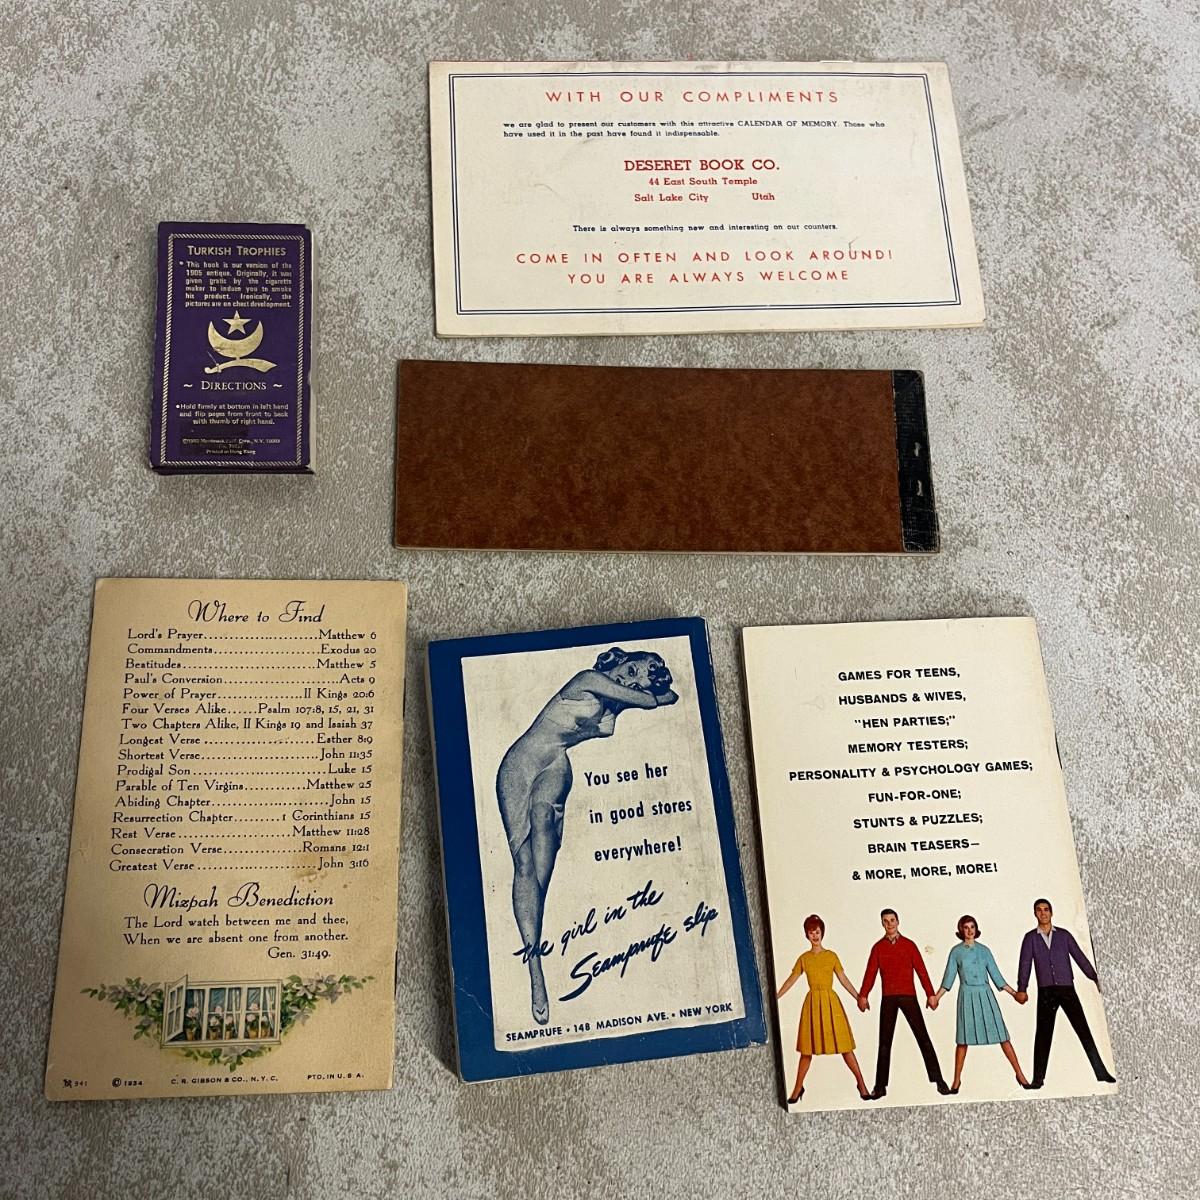 WITH OUR COMPLIMENTS
we are glad to present our customers with this attractive CALENDAR OF MEMORY. Those who
have used it in the past have found it indispensable.
DESERET BOOK CO.
44 East South Temple
Salt Lake City Utah
There is always something new and interesting on our counters.
COME IN OFTEN AND LOOK AROUND!
YOU ARE ALWAYS WELCOME
TURKISH TROPHIES
• This book is our version of the
1905 antique. Originally, it was
given gratis by the cigarette
maker to induce you to smoke
his product. Ironically, the
pictures are on chest development.
~ DIRECTIONS ~
• Hold firmly at bottom in left hand
and flip pages from front to back
with thumb of right hand.
Corp., N.Y.
Printed in Hong Kong
Where to Find
Lord's Prayer........................Matthew 6
Commandments......................Exodus 20
Beatitudes...........................Matthew 5
Paul's Conversion.........................Acts 9
Power of Prayer..................II Kings 20:6
Four Verses Alike......Psalm 107:8, 15, 21, 31
Two Chapters Alike, II Kings 19 and Isaiah 37
Longest Verse ......................Esther 8:9
Shortest Verse........................John 11:35
Prodigal Son............................Luke 15
Parable of Ten Virgins............Matthew 25
Abiding Chapter........................John 15
Resurrection Chapter.........1 Corinthians 15
Rest Verse ......................Matthew 11:28
Consecration Verse................Romans 12:1
Greatest Verse ........................John 3:16
Mizpah Benediction
The Lord watch between me and thee,
When we are absent one from another.
Gen. 31:49.
941 © 1934 C. R. GIBSON & CO., N.Y.C. PTD. IN U.S.A.
You see her
in good stores
everywhere!
the girl in the
Seamprufe slip
SEAMPRUFE • 148 MADISON AVE. • NEW YORK
GAMES FOR TEENS,
HUSBANDS & WIVES,
"HEN PARTIES;"
MEMORY TESTERS;
PERSONALITY & PSYCHOLOGY GAMES;
FUN-FOR-ONE;
STUNTS & PUZZLES;
BRAIN TEASERS—
& MORE, MORE, MORE!